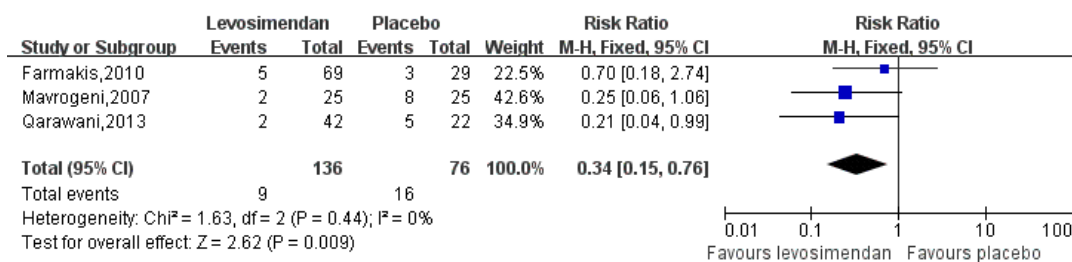 Levosimendan Placebo Risk Ratio Risk Ratio
Study or Subgroup Events Total Events Total Weight M-H, Fixed, 95% CI M-H, Fixed, 95% CI
Farmakis,2010 5 69 3 29 22.5% 0.70 [0.18, 2.74]
Mavrogeni,2007 2 25 8 25 42.6% 0.25 [0.06, 1.06]
Qarawani,2013 2 42 5 22 34.9% 0.21 [0.04, 0.99]
Total (95% CI) 136 76 100.0% 0.34 [0.15, 0.76]
Total events 9 16
Heterogeneity: Chi² = 1.63, df = 2 (P = 0.44); I² = 0%
Test for overall effect: Z = 2.62 (P = 0.009)
0.01 0.1 1 10 100
Favours levosimendan Favours placebo